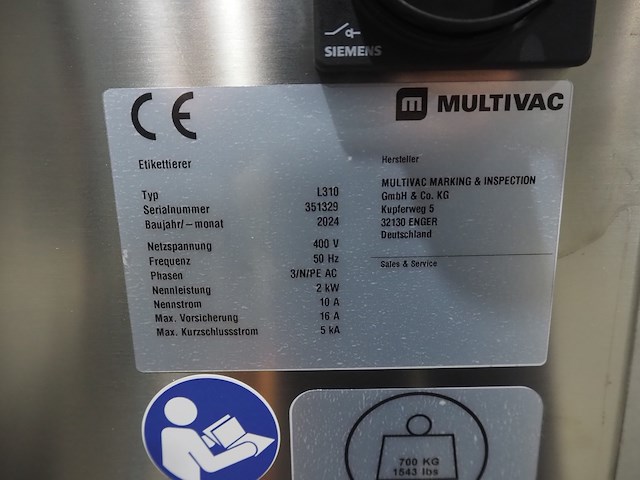 SIEMENS
CE
m MULTIVAC
Etikettierer
Typ L310
Serialnummer 351329
Baujahr/–monat 2024
Netzspannung 400 V
Frequenz 50 Hz
Phasen 3/N/PE AC
Nennleistung 2 kW
Nennstrom 10 A
Max. Vorsicherung 16 A
Max. Kurzschlusstrom 5 kA
Hersteller
MULTIVAC MARKING & INSPECTION
GmbH & Co. KG
Kupferweg 5
32130 ENGER
Deutschland
Sales & Service
700 KG
1543 lbs